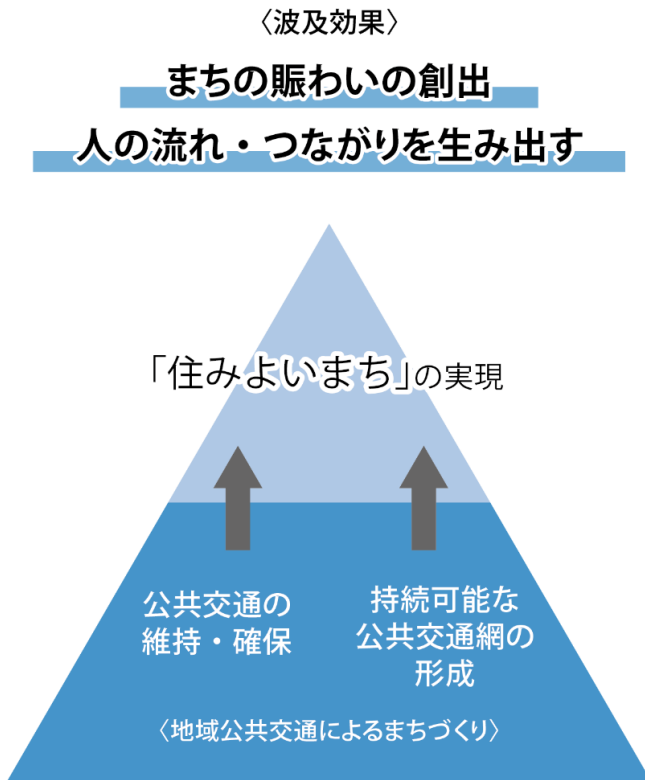 〈波及効果〉
まちの賑わいの創出
人の流れ・つながりを生み出す
「住みよいまち」の実現
公共交通の
維持・確保
持続可能な
公共交通網の
形成
〈地域公共交通によるまちづくり〉